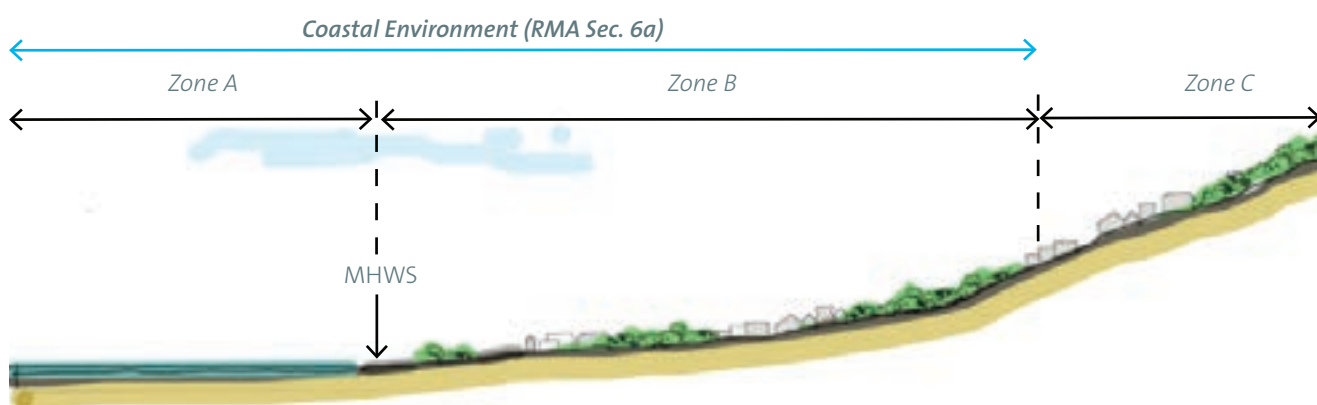 Coastal Environment (RMA Sec. 6a)
Zone A
Zone B
Zone C
MHWS